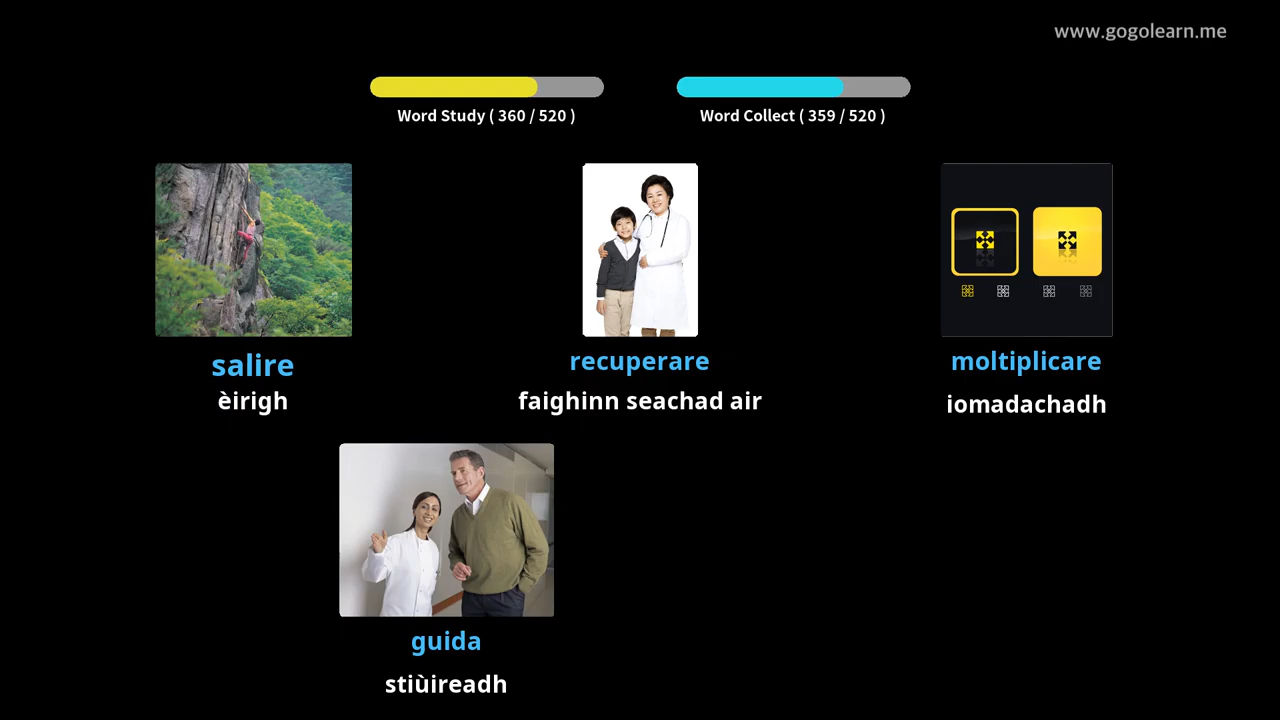 www.gogolearn.me
Word Study ( 360 / 520 )
Word Collect ( 359 / 520 )
salire
èirigh
recuperare
faighinn seachad air
moltiplicare
iomadachadh
guida
stiùireadh